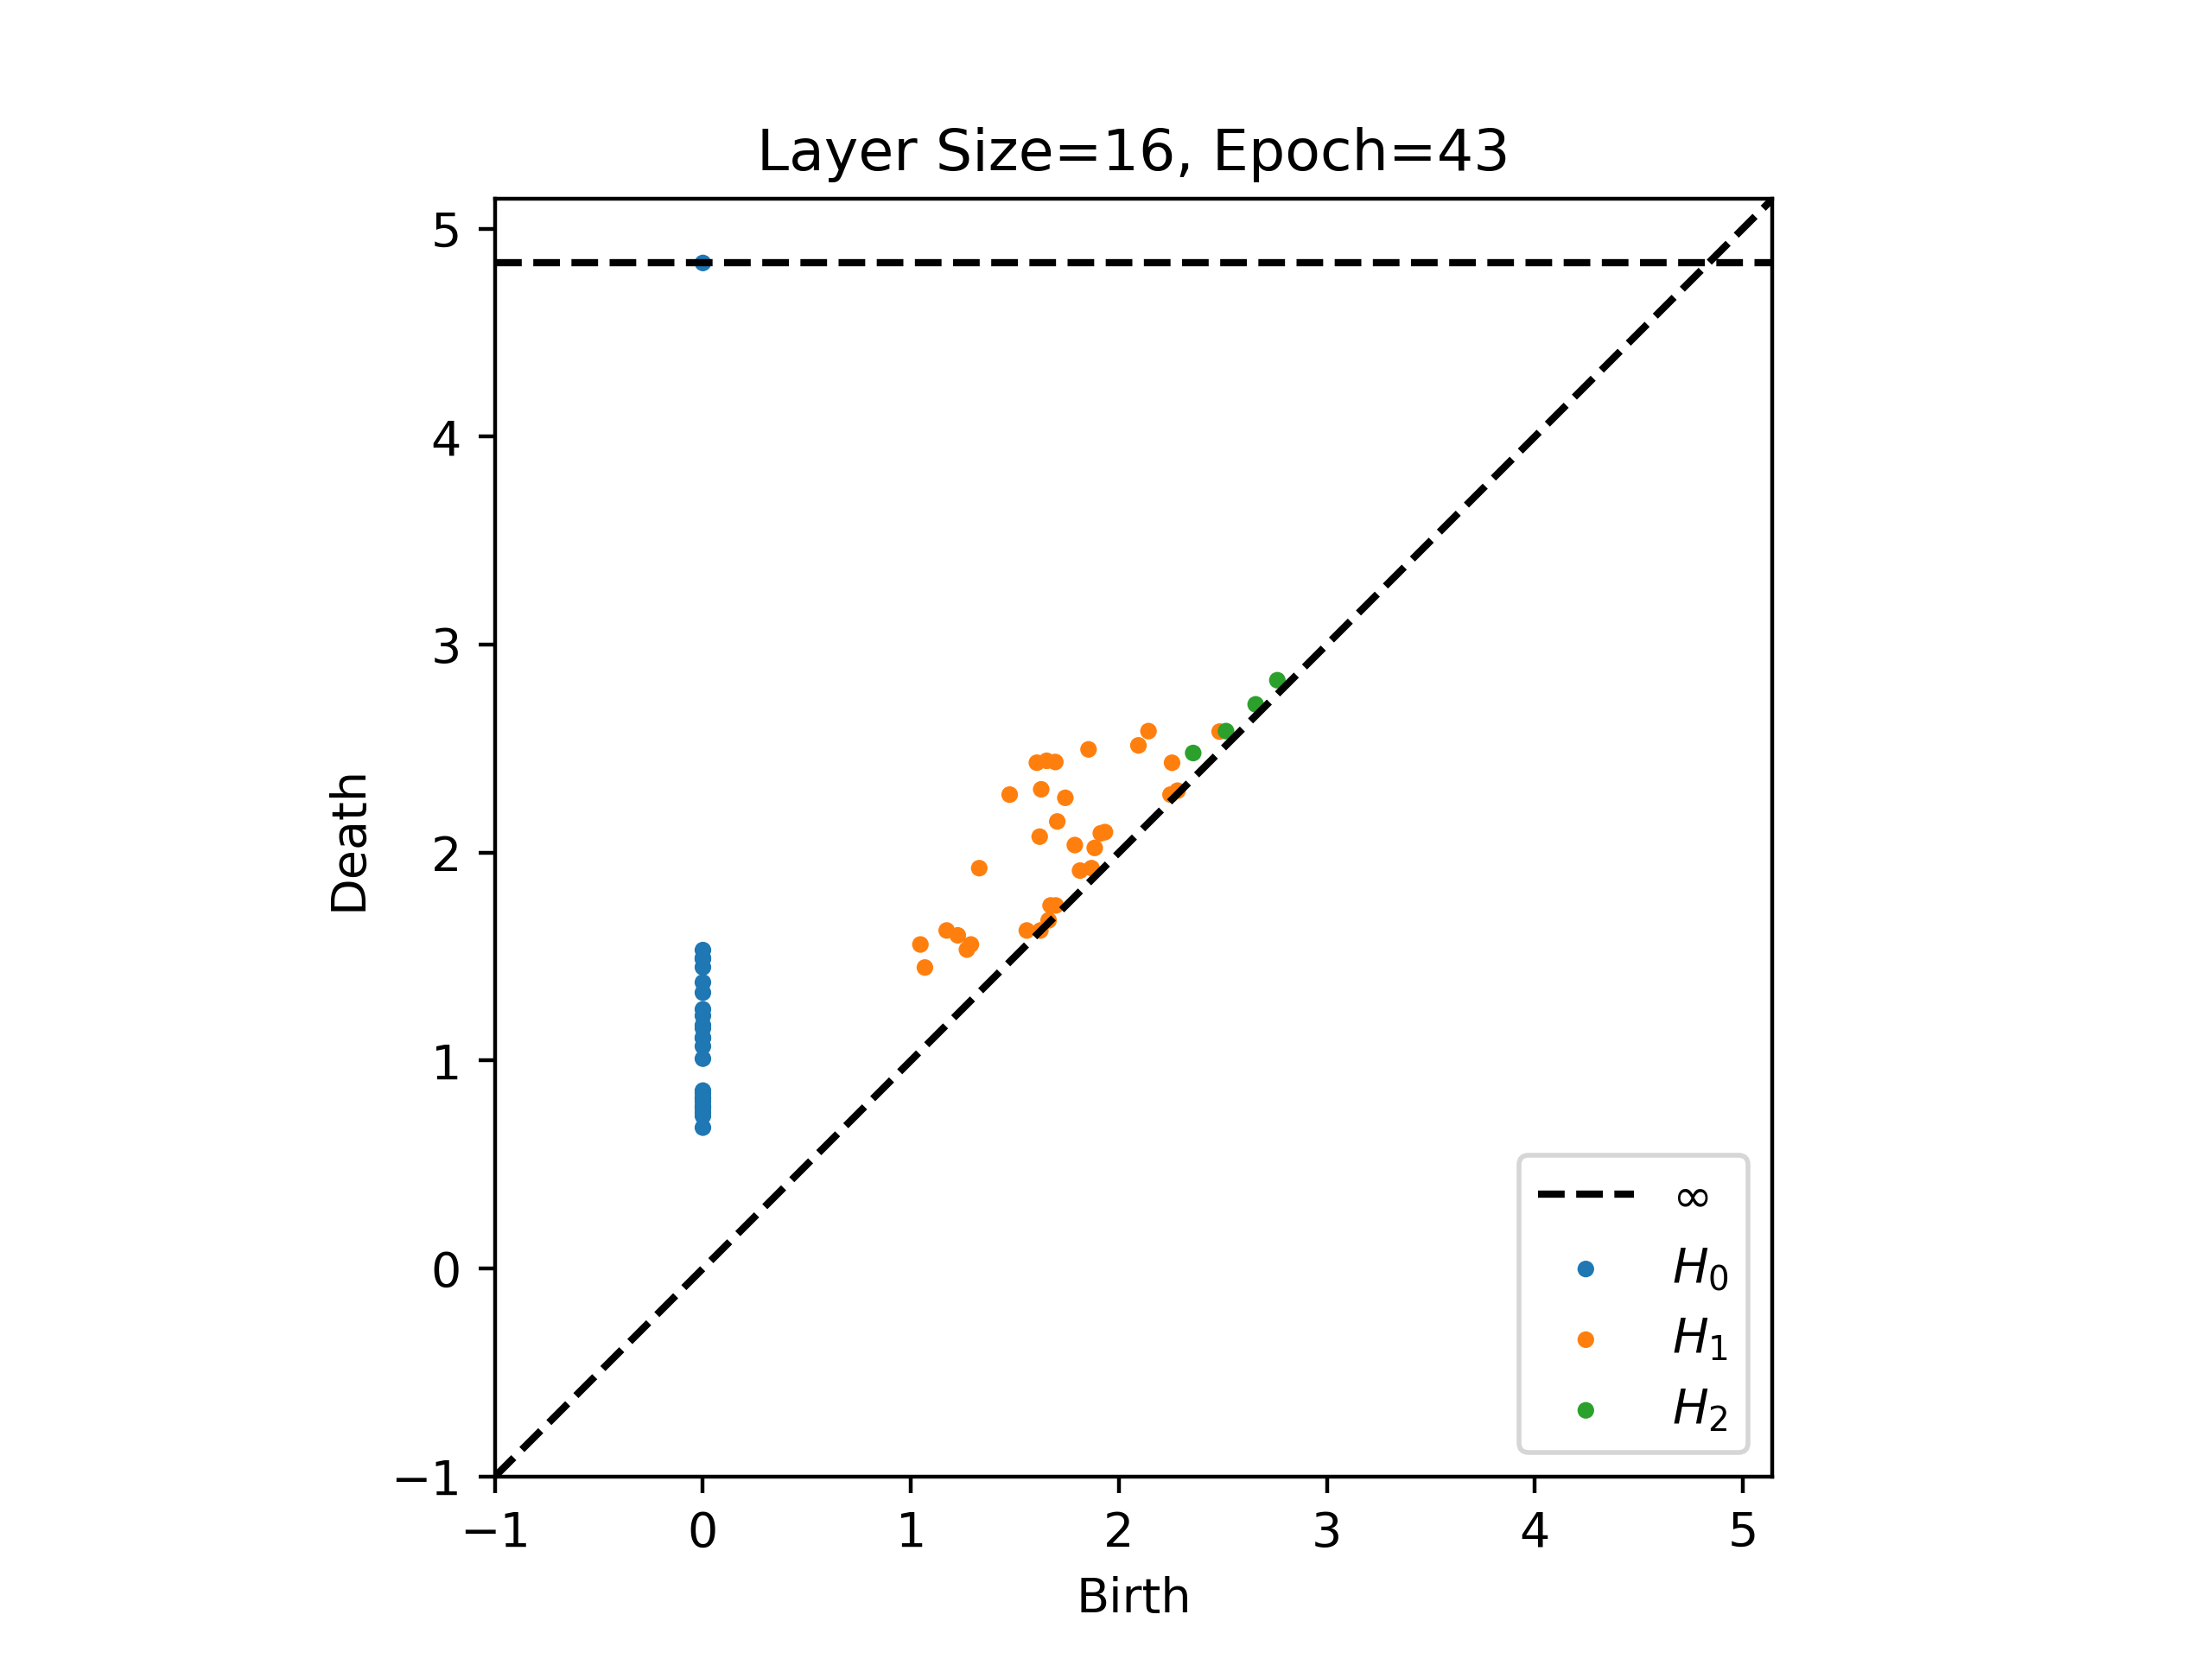 Layer Size=16, Epoch=43
5
4
3
2
1
0
−1
Death
−1 0 1 2 3 4 5
Birth
∞
H₀
H₁
H₂